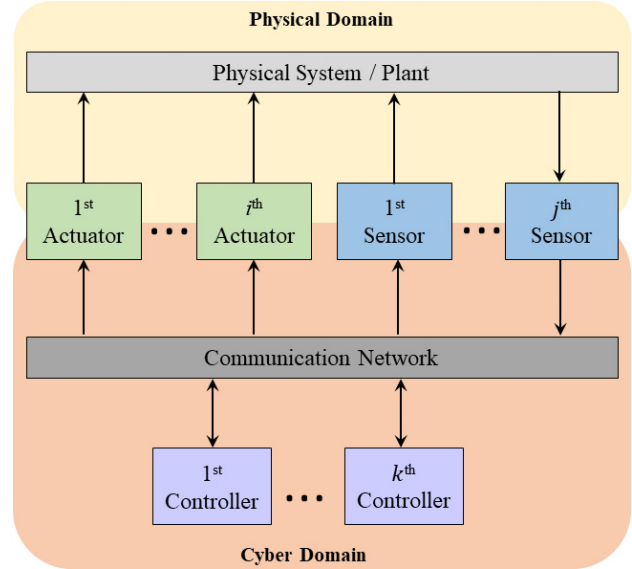 Physical Domain
Physical System / Plant
1st
Actuator
ith
Actuator
1st
Sensor
jth
Sensor
Communication Network
1st
Controller
kth
Controller
Cyber Domain